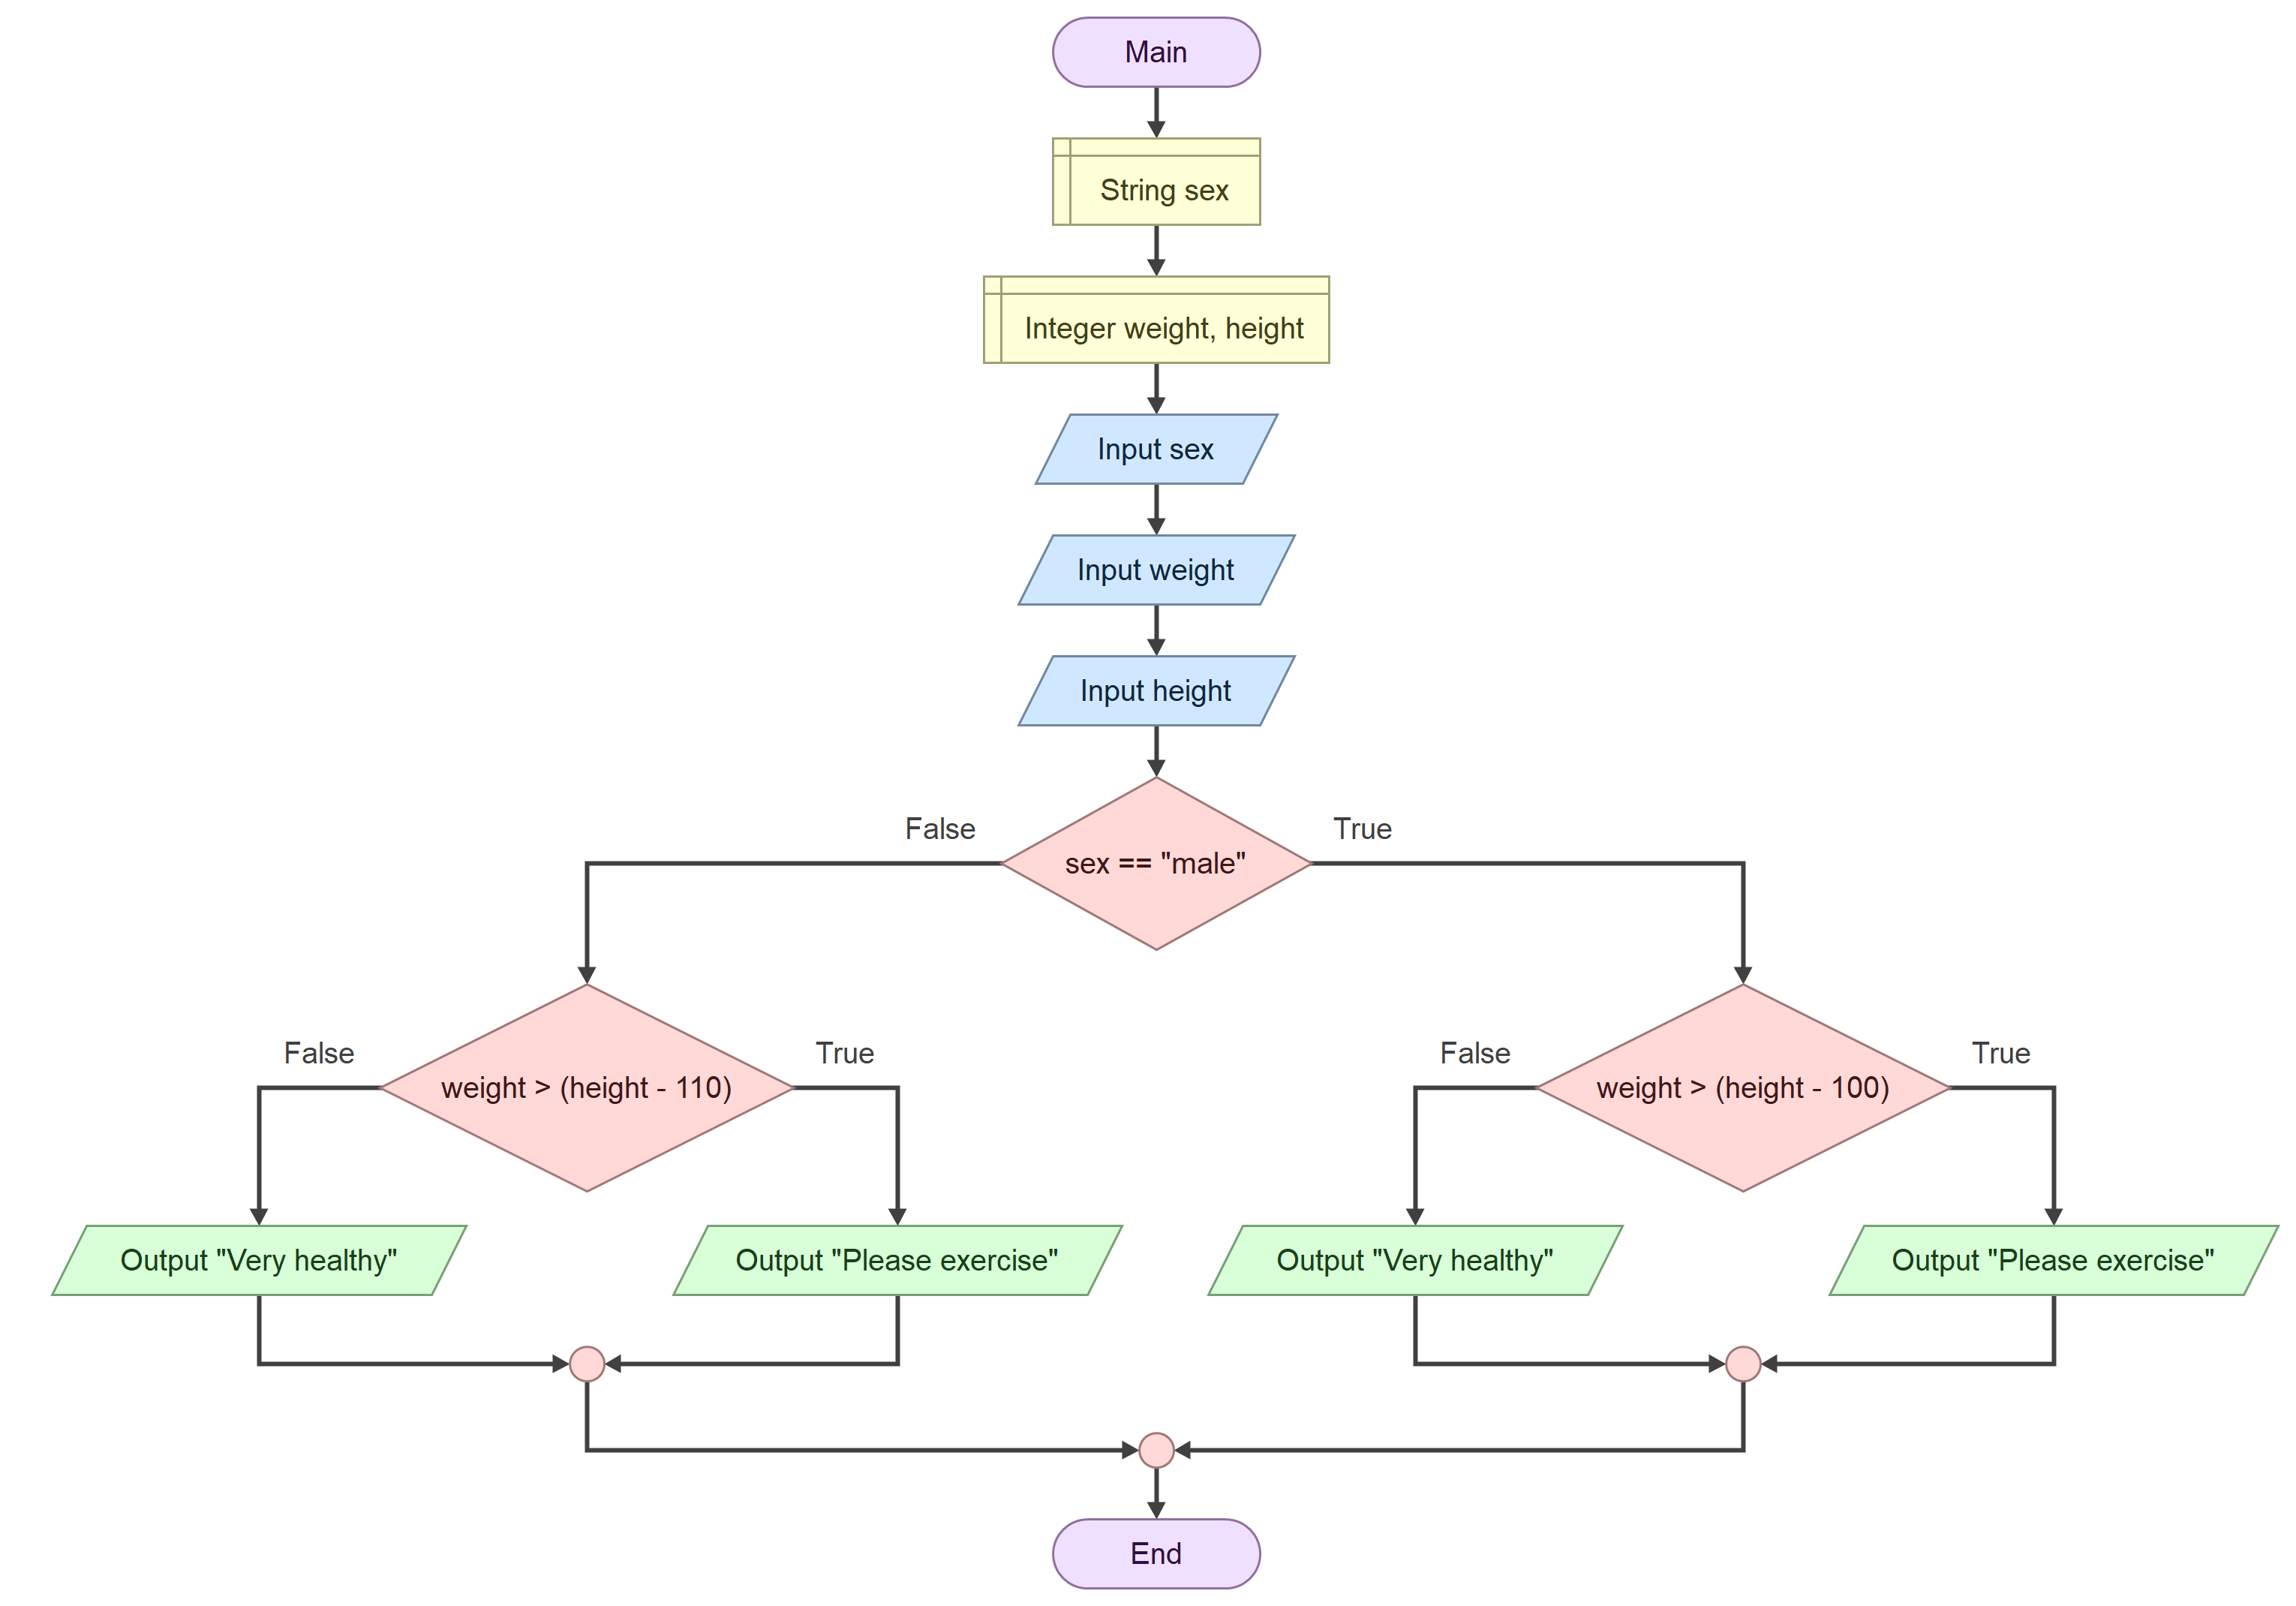 Main
String sex
Integer weight, height
Input sex
Input weight
Input height
False
True
sex == "male"
False
True
False
True
weight > (height - 110)
weight > (height - 100)
Output "Very healthy"
Output "Please exercise"
Output "Very healthy"
Output "Please exercise"
End